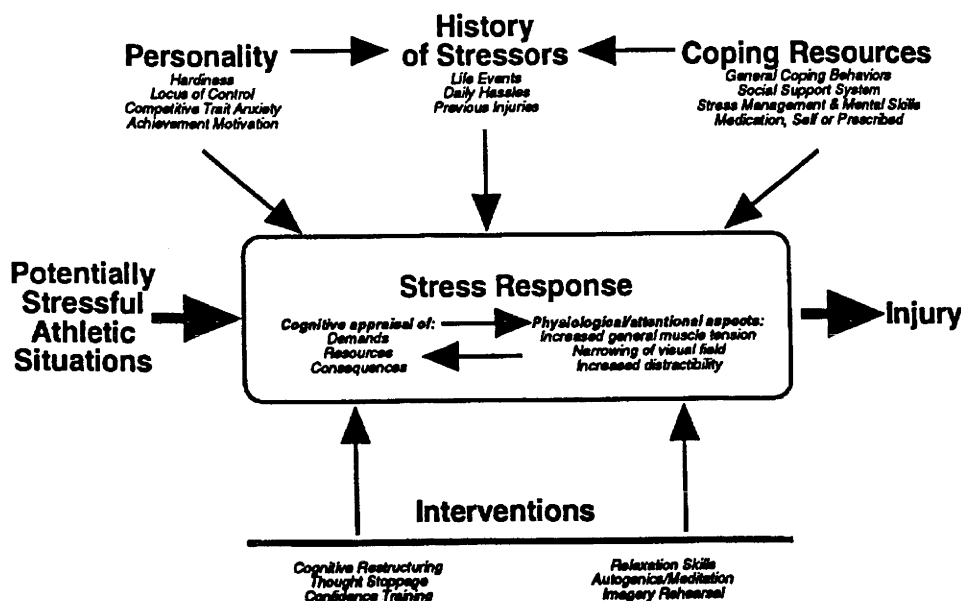 Personality
Hardiness
Locus of Control
Competitive Trait Anxiety
Achievement Motivation
History
of Stressors
Life Events
Daily Hassles
Previous Injuries
Coping Resources
General Coping Behaviors
Social Support System
Stress Management & Mental Skills
Medication, Self or Prescribed
Potentially
Stressful
Athletic
Situations
Stress Response
Cognitive appraisal of:
Demands
Resources
Consequences
Physiological/attentional aspects:
Increased general muscle tension
Narrowing of visual field
Increased distractibility
Injury
Interventions
Cognitive Restructuring
Thought Stoppage
Confidence Training
Relaxation Skills
Autogenics/Meditation
Imagery Rehearsal